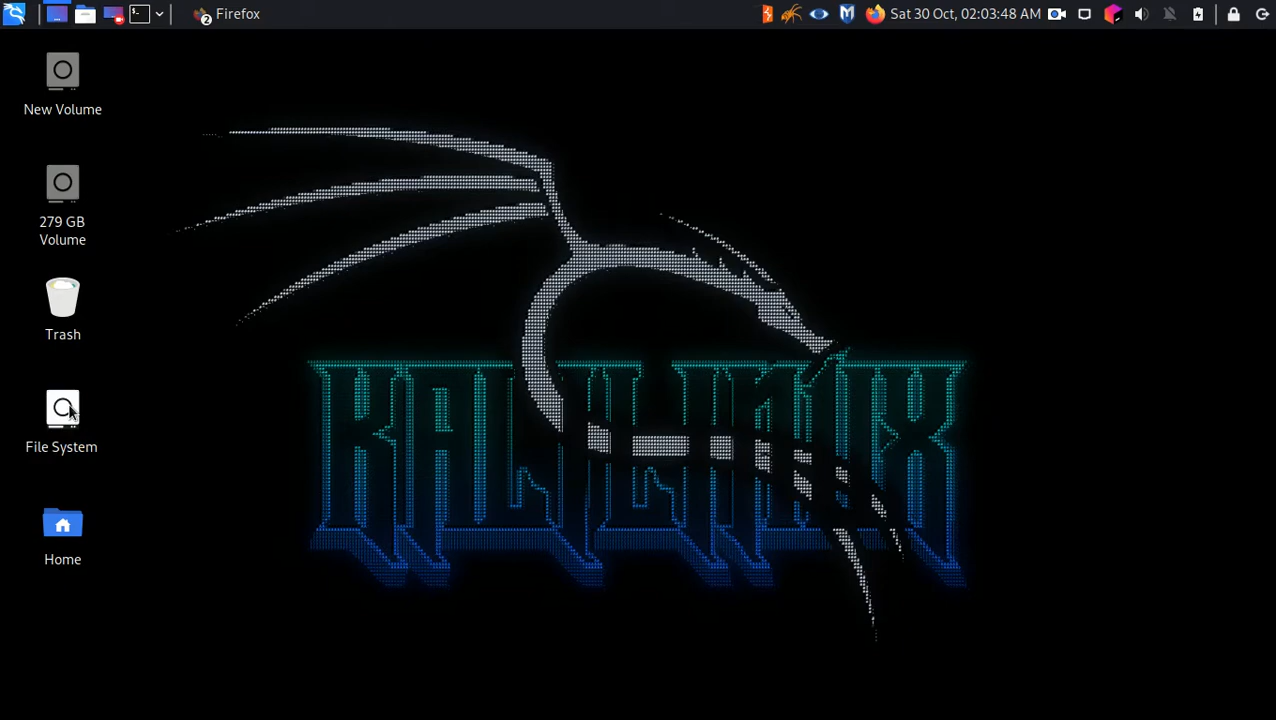 2 Firefox Sat 30 Oct, 02:03:48 AM
New Volume
279 GB
Volume
Trash
File System
Home
KALI LINUX